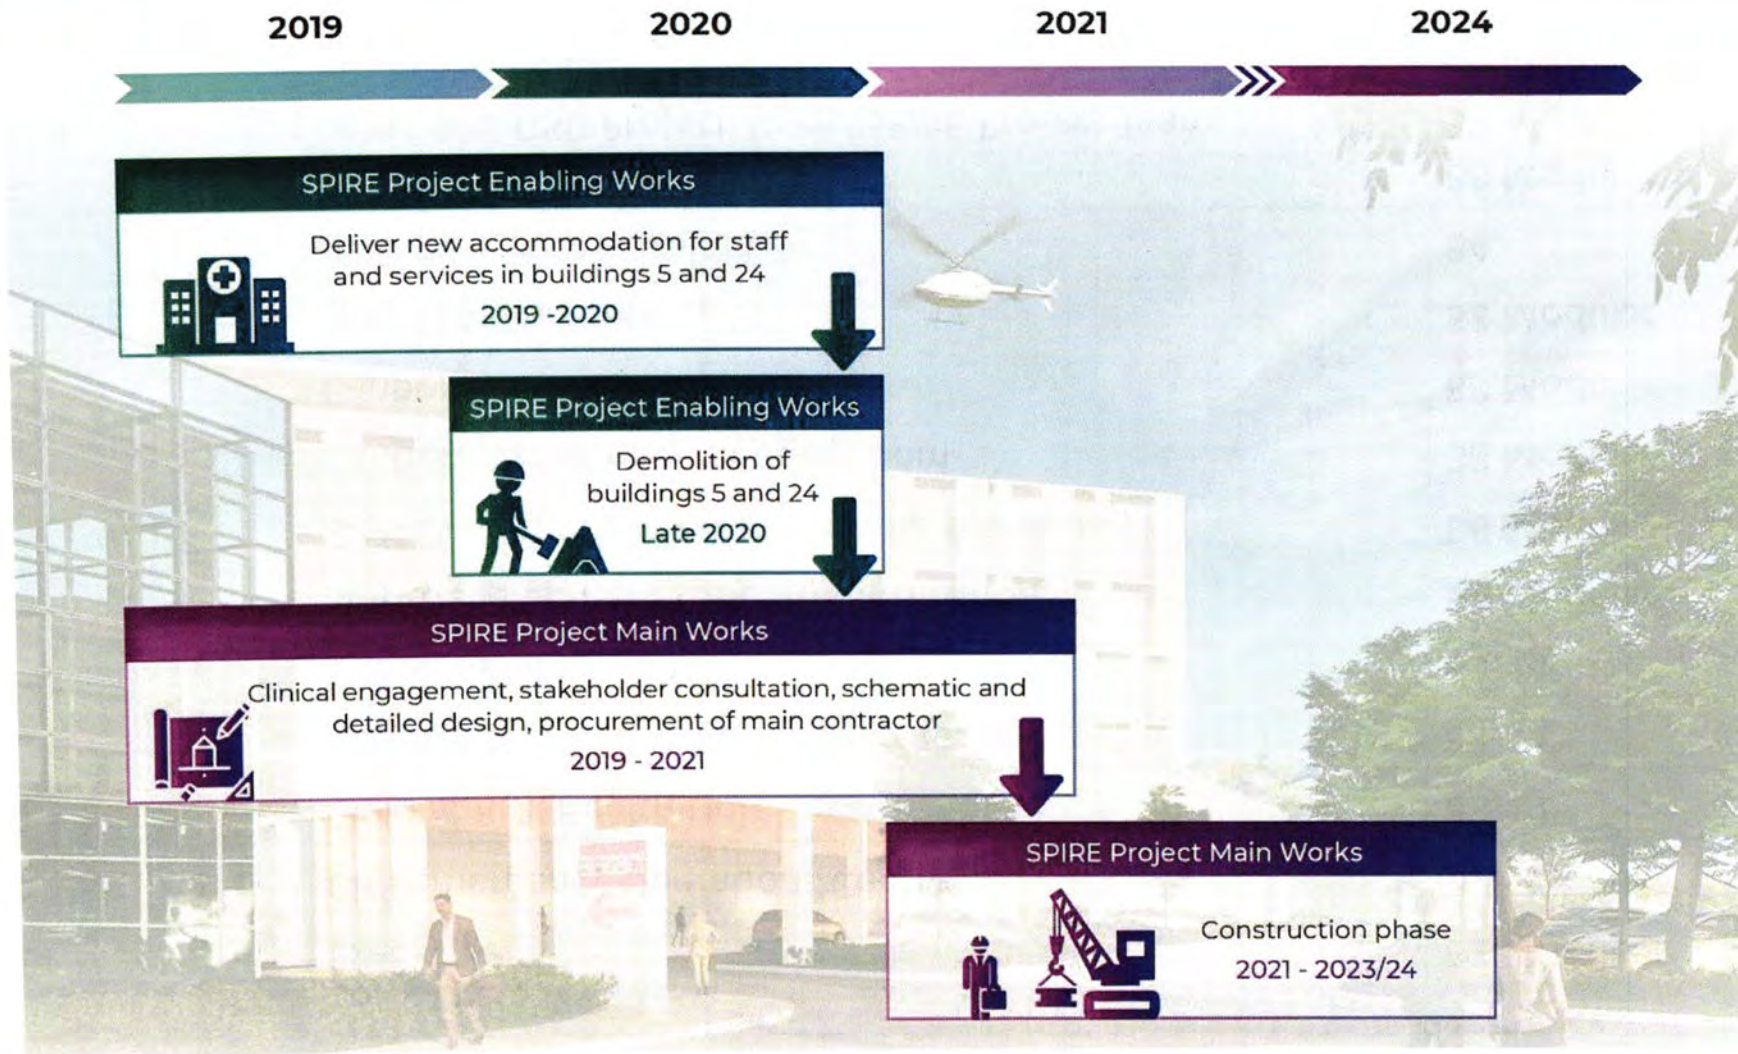 2019 2020 2021 2024
SPIRE Project Enabling Works
Deliver new accommodation for staff
and services in buildings 5 and 24
2019 -2020
SPIRE Project Enabling Works
Demolition of
buildings 5 and 24
Late 2020
SPIRE Project Main Works
Clinical engagement, stakeholder consultation, schematic and
detailed design, procurement of main contractor
2019 - 2021
SPIRE Project Main Works
Construction phase
2021 - 2023/24